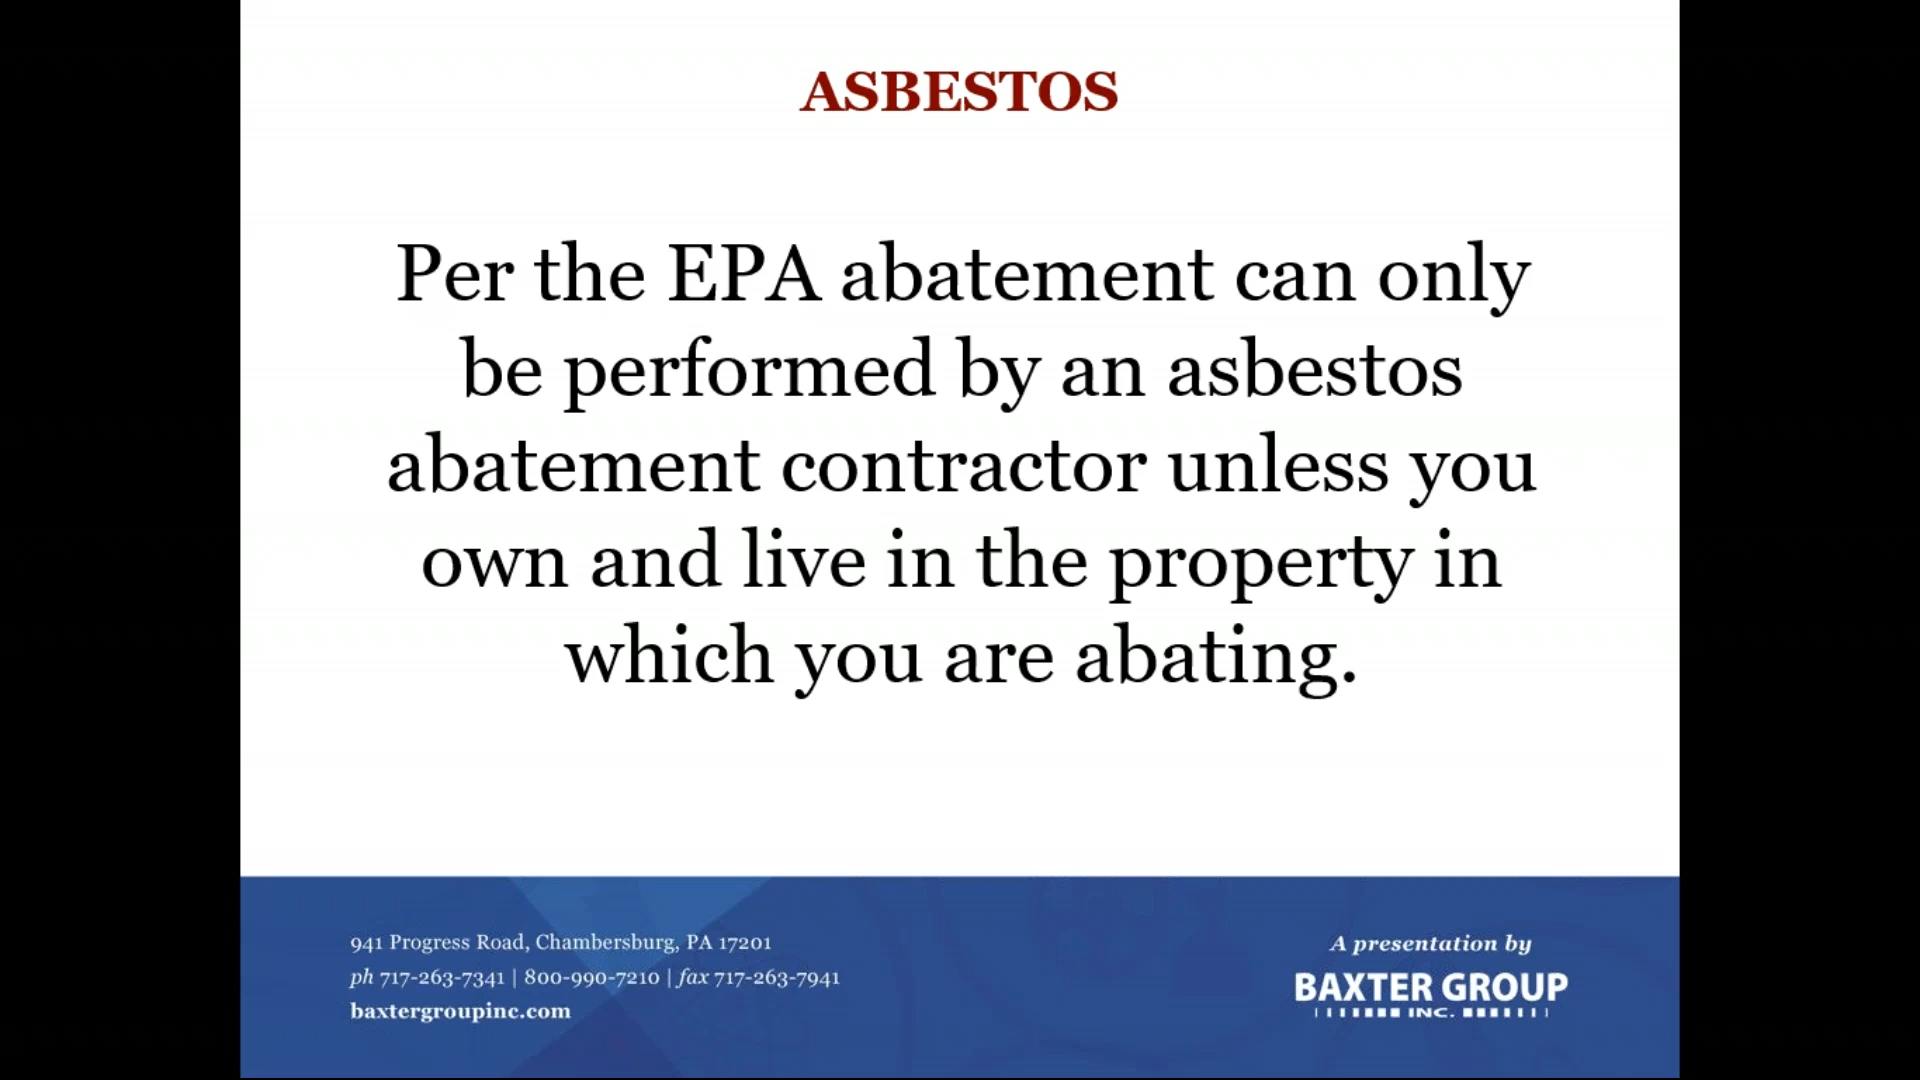 ASBESTOS
Per the EPA abatement can only
be performed by an asbestos
abatement contractor unless you
own and live in the property in
which you are abating.
941 Progress Road, Chambersburg, PA 17201
ph 717-263-7341 | 800-990-7210 | fax 717-263-7941
baxtergroupinc.com
A presentation by
BAXTER GROUP
INC.